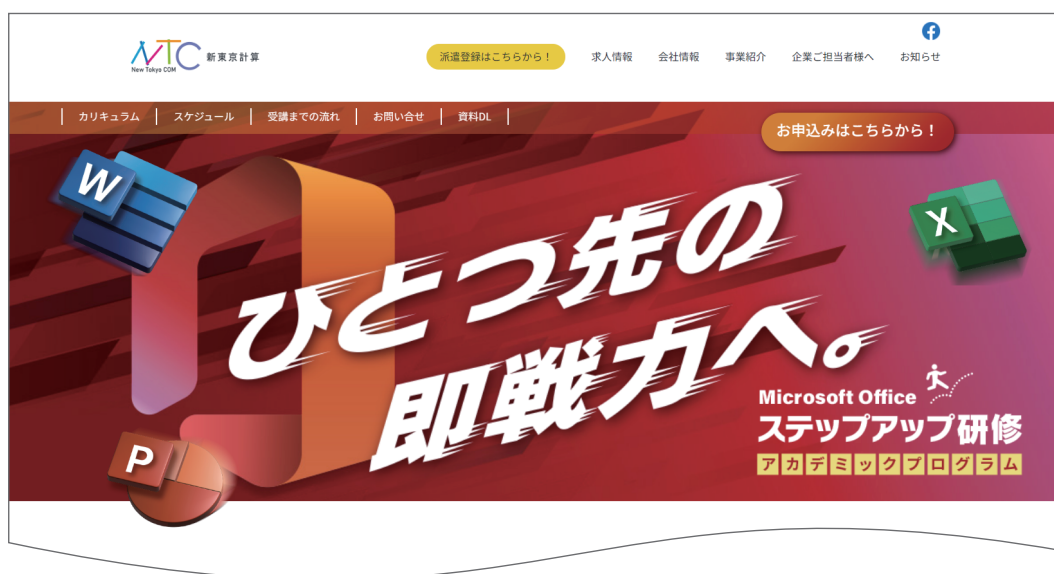 NTC
New Tokyo COM
新東京計算
派遣登録はこちらから！
求人情報
会社情報
事業紹介
企業ご担当者様へ
お知らせ
カリキュラム
スケジュール
受講までの流れ
お問い合せ
資料DL
お申込みはこちらから！
W
X
P
ひとつ先の
即戦力へ。
Microsoft Office
ステップアップ研修
アカデミックプログラム